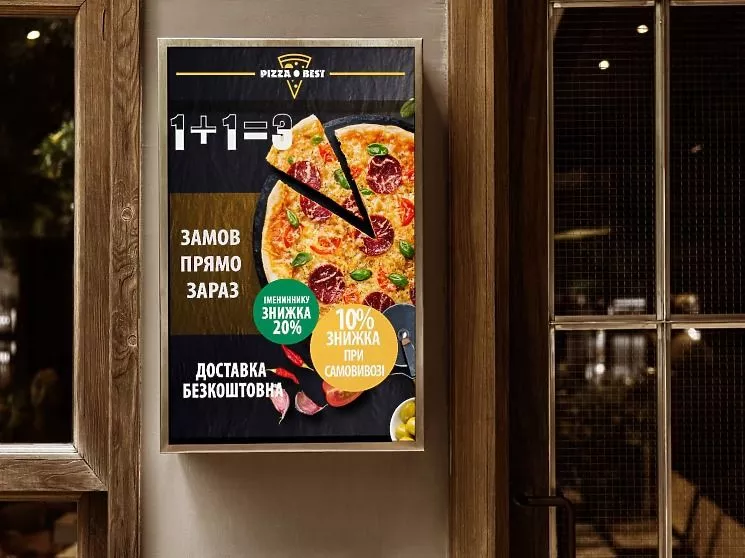 PIZZA BEST
1+1=3
ЗАМОВ
ПРЯМО
ЗАРАЗ
ІМЕНИННИКУ
ЗНИЖКА
20%
10%
ЗНИЖКА
ПРИ
САМОВИВОЗІ
ДОСТАВКА
БЕЗКОШТОВНА